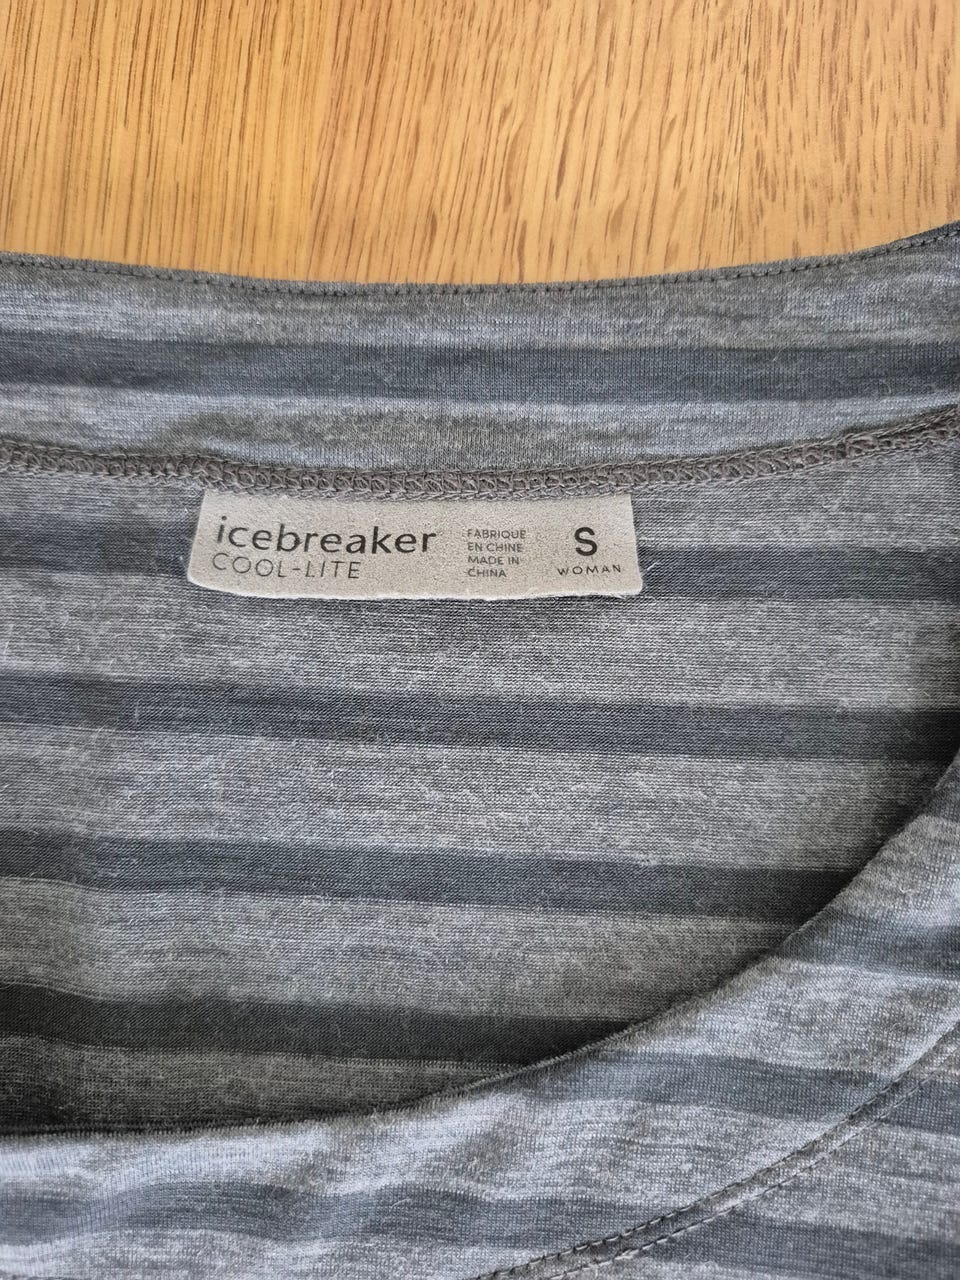 icebreaker
COOL-LITE
FABRIQUE
EN CHINE
MADE IN
CHINA
S
WOMAN